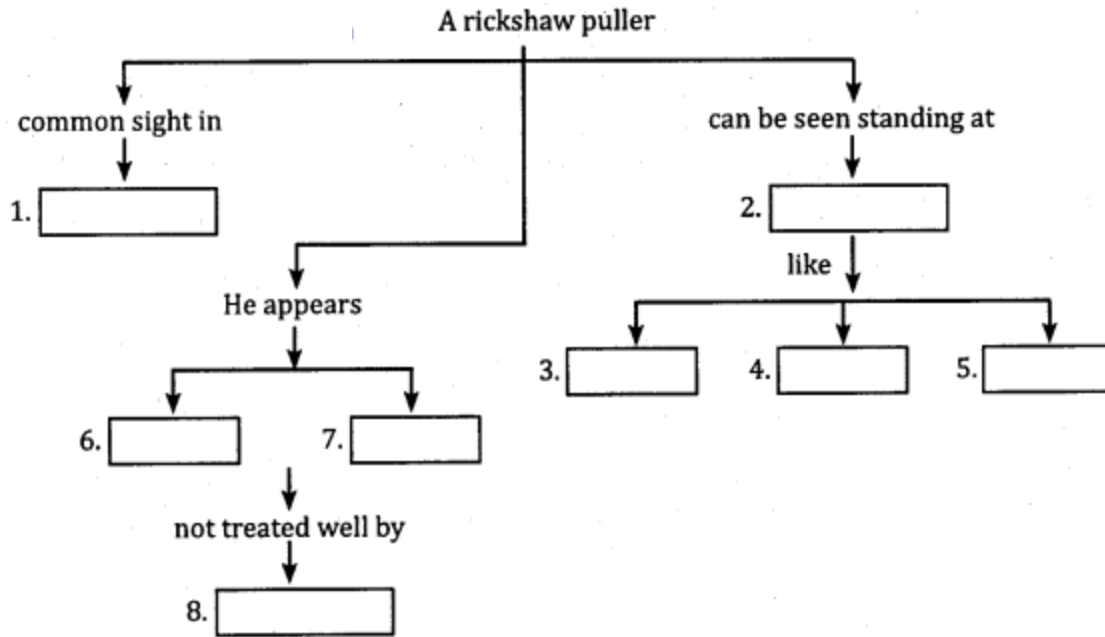 A rickshaw puller
common sight in
can be seen standing at
1.
2.
like
He appears
3.
4.
5.
6.
7.
not treated well by
8.